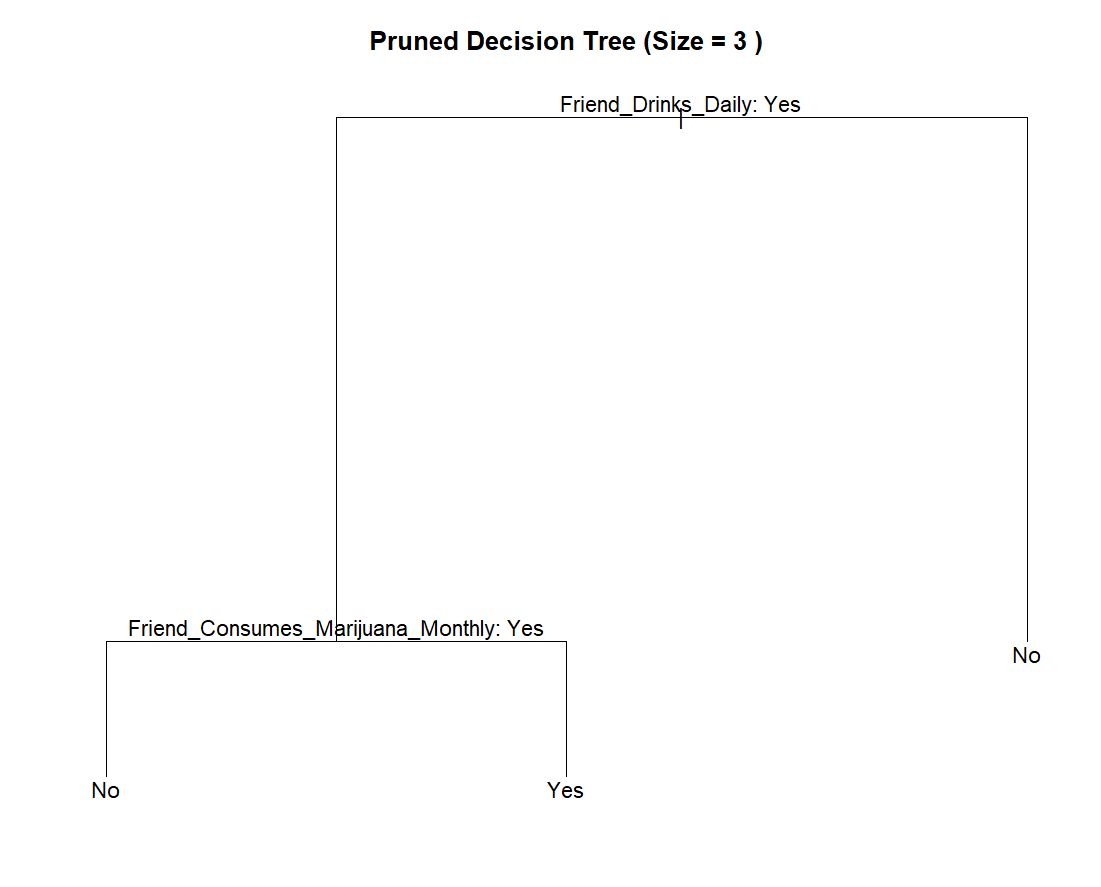 Pruned Decision Tree (Size = 3 )
Friend_Drinks_Daily: Yes
Friend_Consumes_Marijuana_Monthly: Yes
No
No
Yes